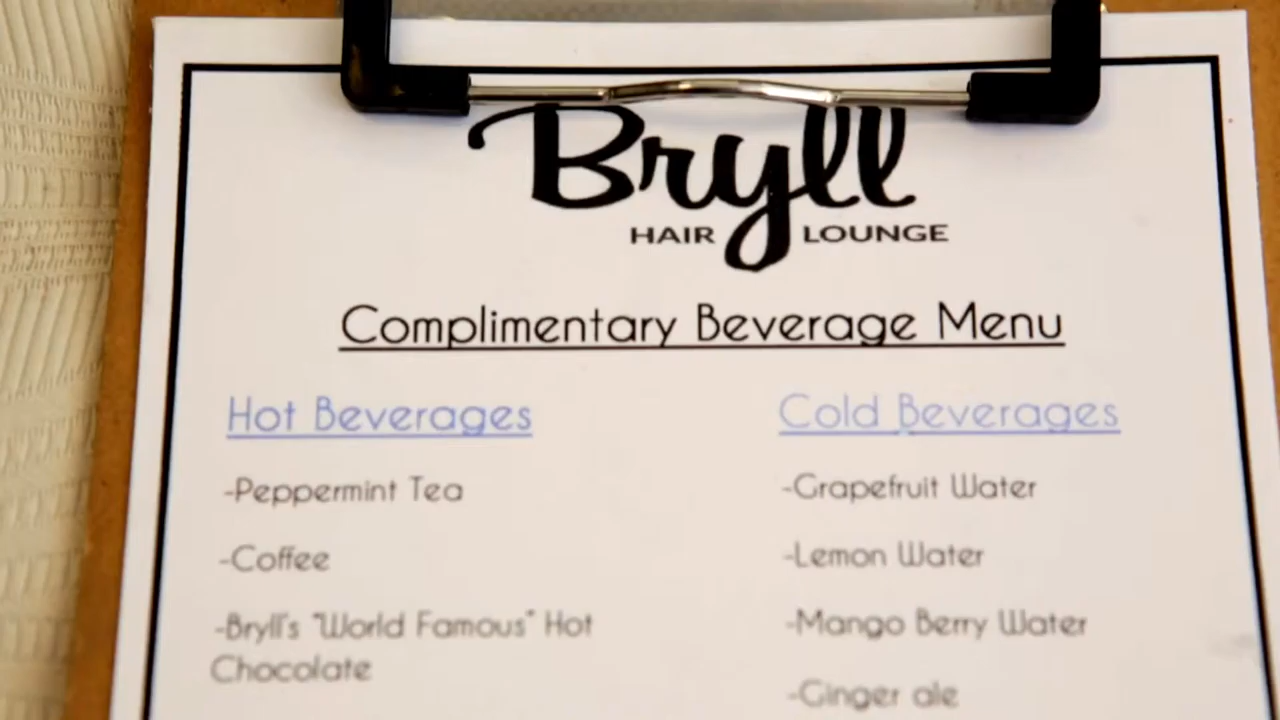 Bryll
HAIR LOUNGE
Complimentary Beverage Menu
Hot Beverages
-Peppermint Tea
-Coffee
-Bryll's "World Famous" Hot
Chocolate
Cold Beverages
-Grapefruit Water
-Lemon Water
-Mango Berry Water
-Ginger ale